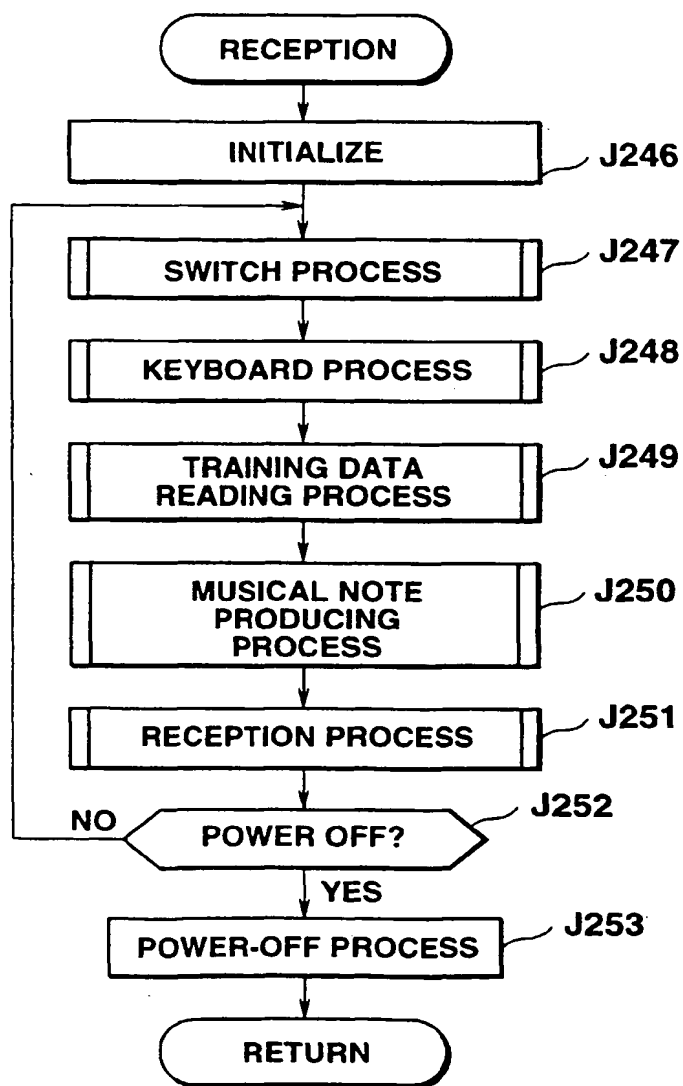 RECEPTION
INITIALIZE
J246
SWITCH PROCESS
J247
KEYBOARD PROCESS
J248
TRAINING DATA
READING PROCESS
J249
MUSICAL NOTE
PRODUCING
PROCESS
J250
RECEPTION PROCESS
J251
NO
POWER OFF?
J252
YES
POWER-OFF PROCESS
J253
RETURN